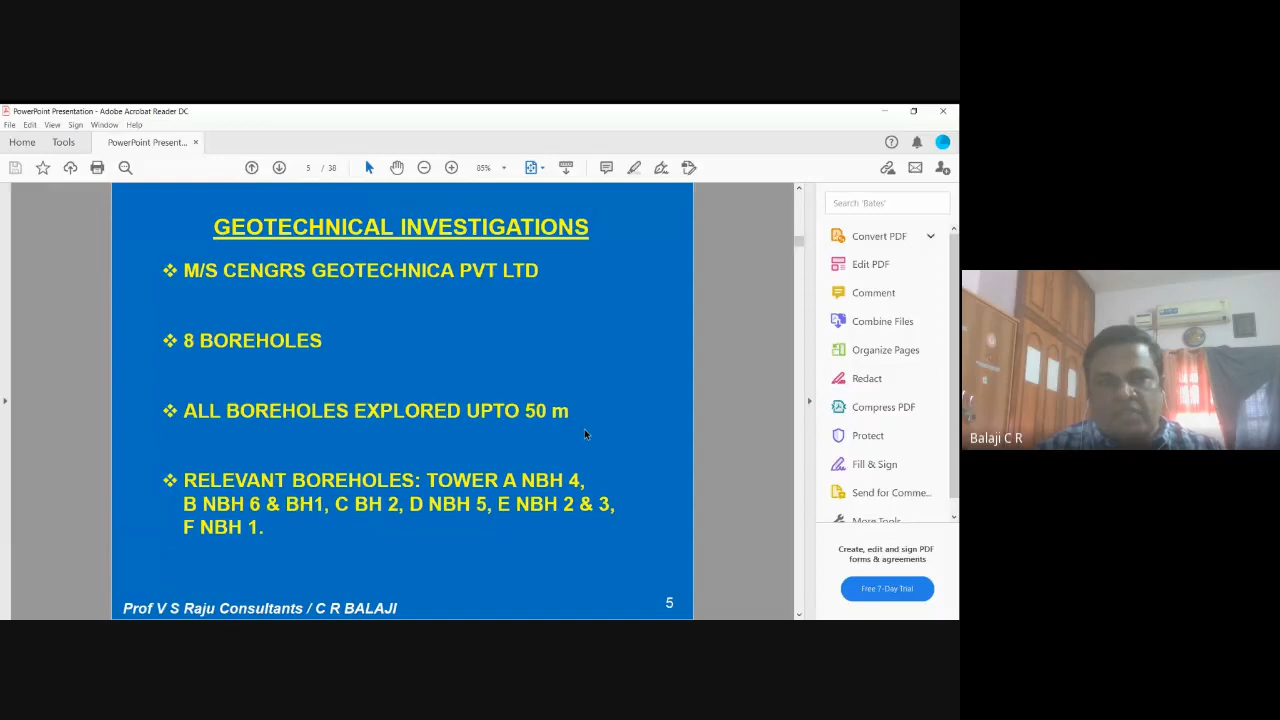 PowerPoint Presentation - Adobe Acrobat Reader DC
File Edit View Sign Window Help
Home Tools PowerPoint Present... ×
5 / 38 85%
GEOTECHNICAL INVESTIGATIONS
❖ M/S CENGRS GEOTECHNICA PVT LTD
❖ 8 BOREHOLES
❖ ALL BOREHOLES EXPLORED UPTO 50 m
❖ RELEVANT BOREHOLES: TOWER A NBH 4,
B NBH 6 & BH1, C BH 2, D NBH 5, E NBH 2 & 3,
F NBH 1.
Prof V S Raju Consultants / C R BALAJI 5
Search 'Bates'
Convert PDF
Edit PDF
Comment
Combine Files
Organize Pages
Redact
Compress PDF
Protect
Fill & Sign
Send for Comme...
More Tools
Create, edit and sign PDF
forms & agreements
Free 7-Day Trial
Balaji C R